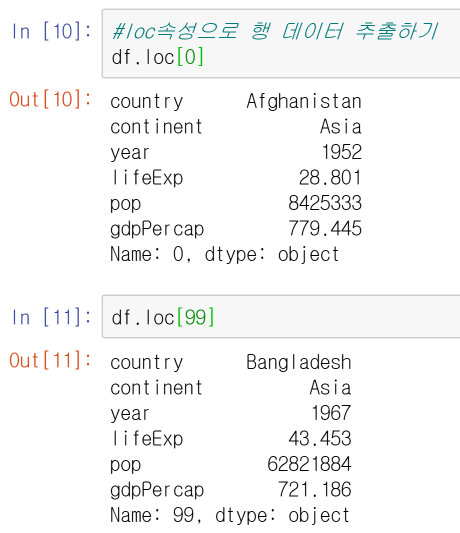 In [10]: #loc속성으로 행 데이터 추출하기
df.loc[0]
Out[10]: country Afghanistan
continent Asia
year 1952
lifeExp 28.801
pop 8425333
gdpPercap 779.445
Name: 0, dtype: object
In [11]: df.loc[99]
Out[11]: country Bangladesh
continent Asia
year 1967
lifeExp 43.453
pop 62821884
gdpPercap 721.186
Name: 99, dtype: object